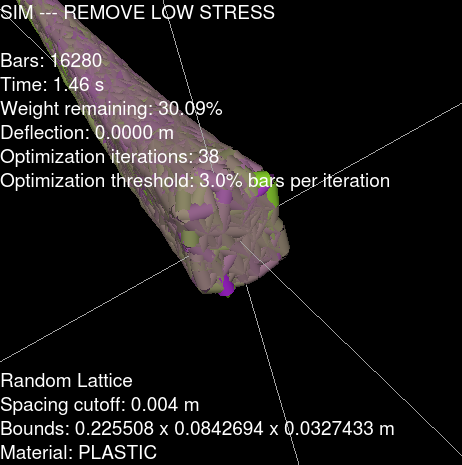 SIM --- REMOVE LOW STRESS
Bars: 16280
Time: 1.46 s
Weight remaining: 30.09%
Deflection: 0.0000 m
Optimization iterations: 38
Optimization threshold: 3.0% bars per iteration
Random Lattice
Spacing cutoff: 0.004 m
Bounds: 0.225508 x 0.0842694 x 0.0327433 m
Material: PLASTIC